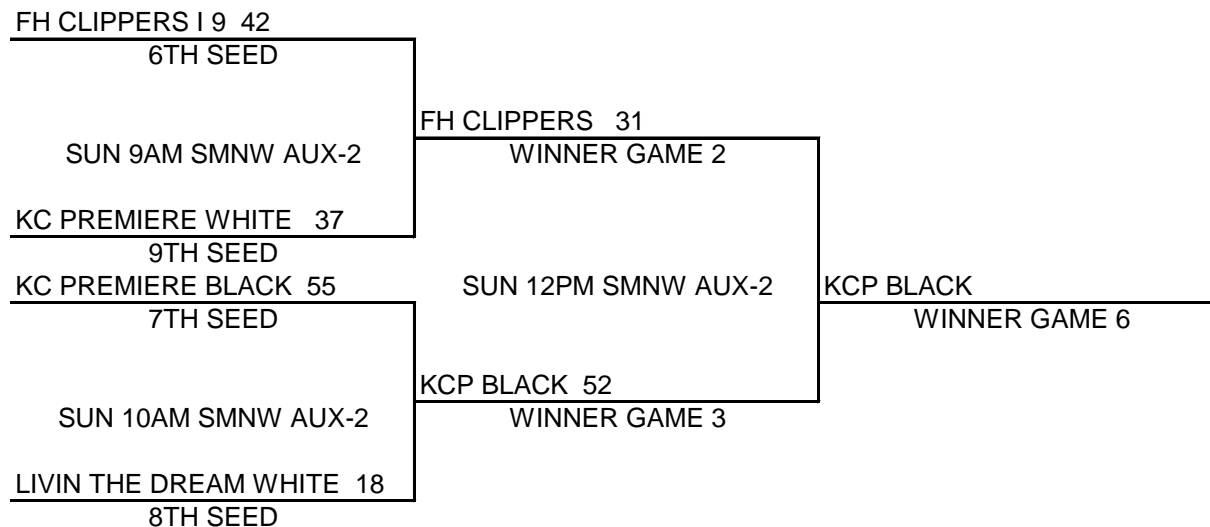 FH CLIPPERS I 9 42
6TH SEED
FH CLIPPERS 31
SUN 9AM SMNW AUX-2
WINNER GAME 2
KC PREMIERE WHITE 37
9TH SEED
KC PREMIERE BLACK 55
SUN 12PM SMNW AUX-2
KCP BLACK
7TH SEED
WINNER GAME 6
KCP BLACK 52
SUN 10AM SMNW AUX-2
WINNER GAME 3
LIVIN THE DREAM WHITE 18
8TH SEED